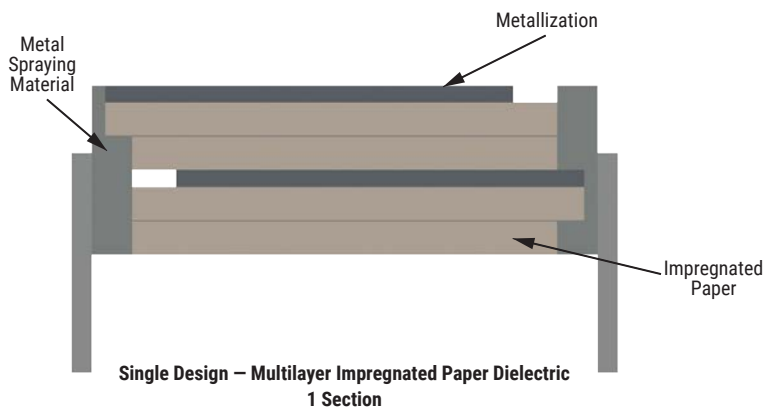 Metallization
Metal
Spraying
Material
Impregnated
Paper
Single Design — Multilayer Impregnated Paper Dielectric
1 Section